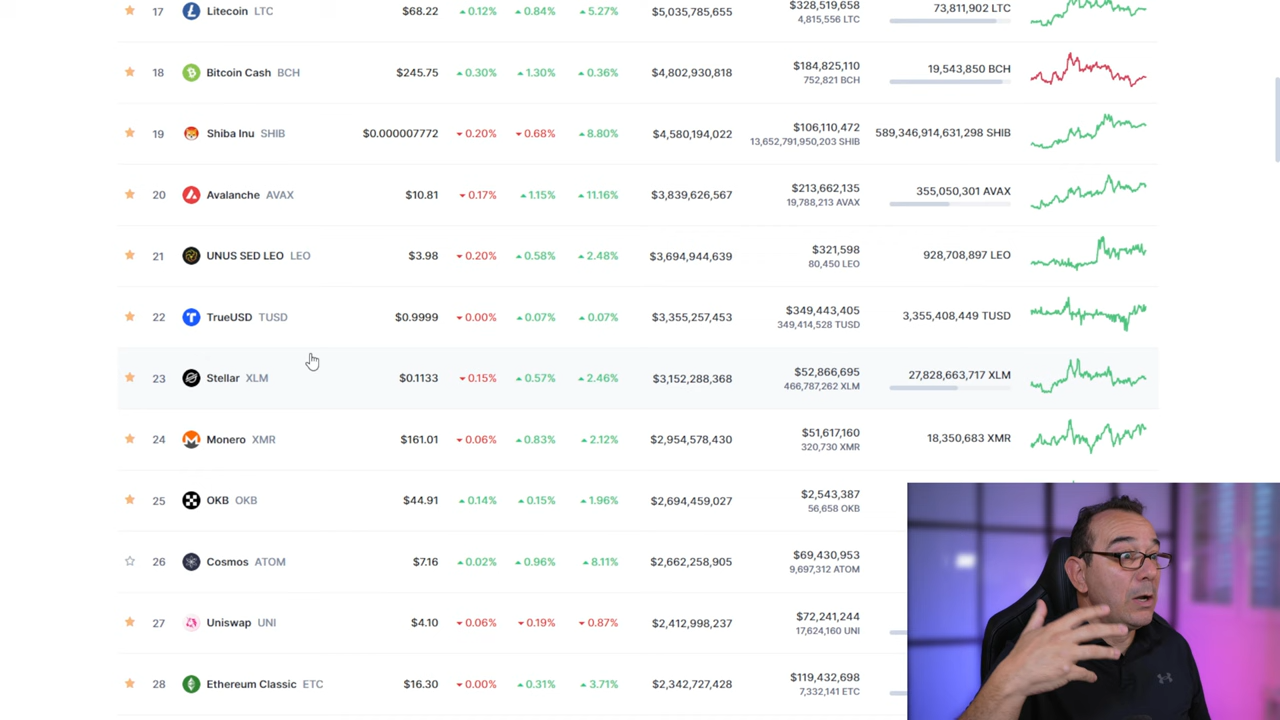 17 Litecoin LTC $68.22 0.12% 0.84% 5.27% $5,035,785,655 $328,519,658 73,811,902 LTC
4,815,556 LTC
18 Bitcoin Cash BCH $245.75 0.30% 1.30% 0.36% $4,802,930,818 $184,825,110 19,543,850 BCH
752,821 BCH
19 Shiba Inu SHIB $0.000007772 0.20% 0.68% 8.80% $4,580,194,022 $106,110,472 589,346,914,631,298 SHIB
13,652,791,950,203 SHIB
20 Avalanche AVAX $10.81 0.17% 1.15% 11.16% $3,839,626,567 $213,662,135 355,050,301 AVAX
19,788,213 AVAX
21 UNUS SED LEO LEO $3.98 0.20% 0.58% 2.48% $3,694,944,639 $321,598 928,708,897 LEO
80,450 LEO
22 TrueUSD TUSD $0.9999 0.00% 0.07% 0.07% $3,355,257,453 $349,443,405 3,355,408,449 TUSD
349,414,528 TUSD
23 Stellar XLM $0.1133 0.15% 0.57% 2.46% $3,152,288,368 $52,866,695 27,828,663,717 XLM
466,787,262 XLM
24 Monero XMR $161.01 0.06% 0.83% 2.12% $2,954,578,430 $51,617,160 18,350,683 XMR
320,730 XMR
25 OKB OKB $44.91 0.14% 0.15% 1.96% $2,694,459,027 $2,543,387
56,658 OKB
26 Cosmos ATOM $7.16 0.02% 0.96% 8.11% $2,662,258,905 $69,430,953
9,697,312 ATOM
27 Uniswap UNI $4.10 0.06% 0.19% 0.87% $2,412,998,237 $72,241,244
17,624,160 UNI
28 Ethereum Classic ETC $16.30 0.00% 0.31% 3.71% $2,342,727,428 $119,432,698
7,332,141 ETC